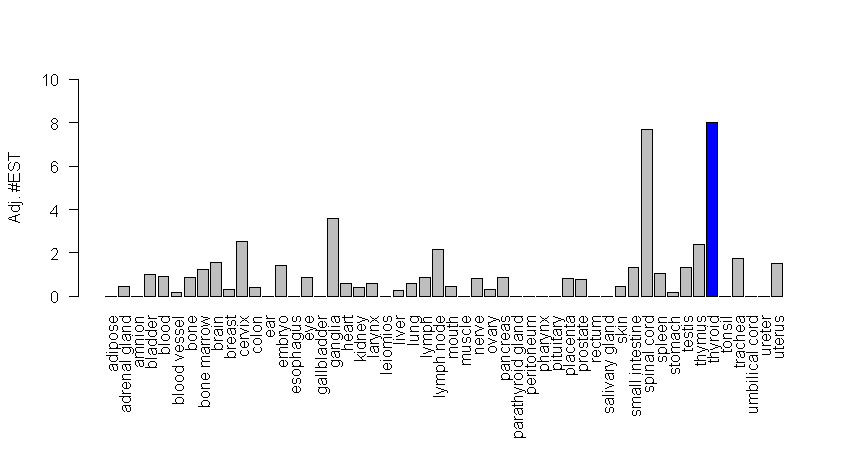 Adj. #EST
10
8
6
4
2
0
adipose
adrenal gland
amnion
bladder
blood
blood vessel
bone
bone marrow
brain
breast
cervix
colon
ear
embryo
esophagus
eye
gallbladder
ganglia
heart
kidney
larynx
leiomios
liver
lung
lymph
lymph node
mouth
muscle
nerve
ovary
pancreas
parathyroid gland
peritoneum
pharynx
pituitary
placenta
prostate
rectum
salivary gland
skin
small intestine
spinal cord
spleen
stomach
testis
thymus
thyroid
tonsil
trachea
umbilical cord
ureter
uterus